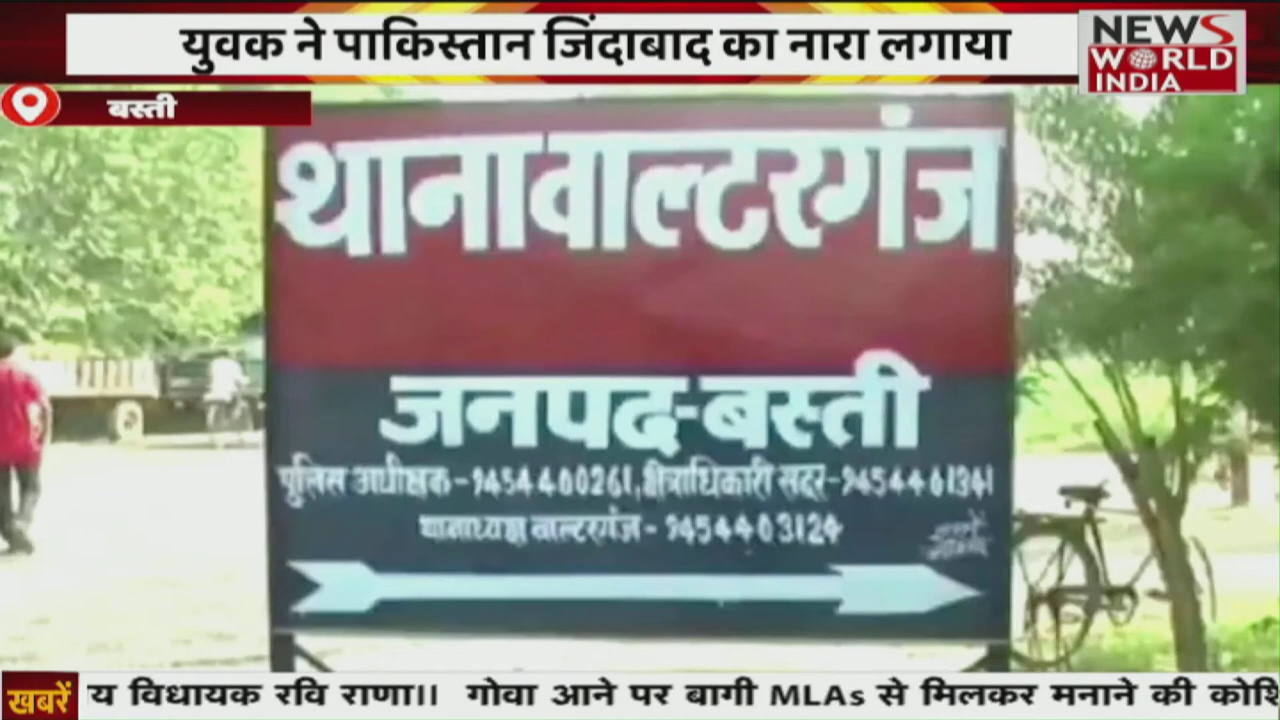 युवक ने पाकिस्तान जिंदाबाद का नारा लगाया
NEWS
WORLD
INDIA
बस्ती
थाना वाल्टरगंज
जनपद-बस्ती
पुलिस अधीक्षक-9454400261, क्षेत्राधिकारी सदर-9454401341
थानाध्यक्ष वाल्टरगंज- 9454403124
खबरें
य विधायक रवि राणा।। गोवा आने पर बागी MLAs से मिलकर मनाने की कोशि